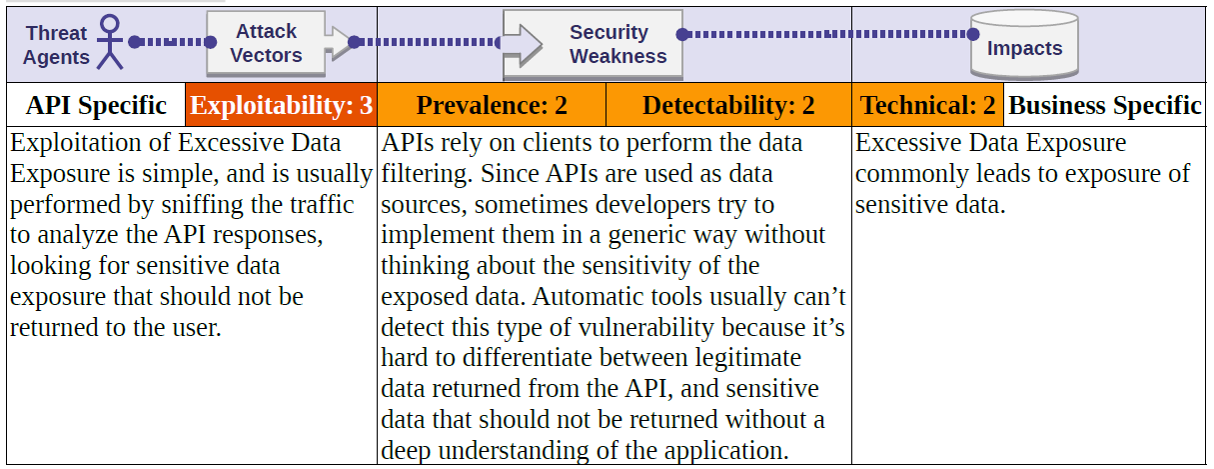 Threat
Agents
Attack
Vectors
Security
Weakness
Impacts
API Specific
Exploitability: 3
Prevalence: 2
Detectability: 2
Technical: 2
Business Specific
Exploitation of Excessive Data
Exposure is simple, and is usually
performed by sniffing the traffic
to analyze the API responses,
looking for sensitive data
exposure that should not be
returned to the user.
APIs rely on clients to perform the data
filtering. Since APIs are used as data
sources, sometimes developers try to
implement them in a generic way without
thinking about the sensitivity of the
exposed data. Automatic tools usually can’t
detect this type of vulnerability because it’s
hard to differentiate between legitimate
data returned from the API, and sensitive
data that should not be returned without a
deep understanding of the application.
Excessive Data Exposure
commonly leads to exposure of
sensitive data.